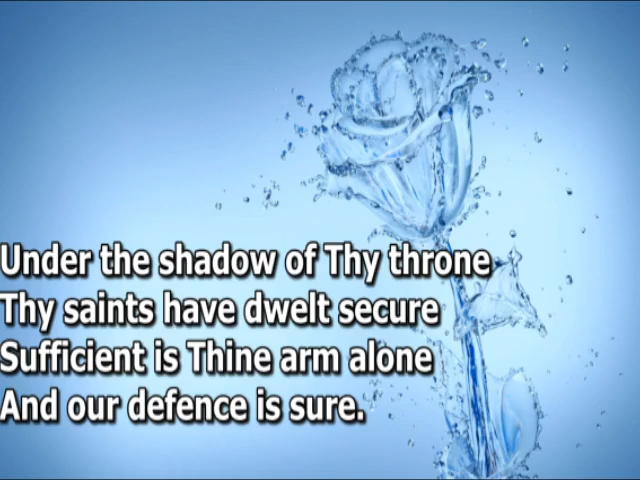 Under the shadow of Thy throne
Thy saints have dwelt secure
Sufficient is Thine arm alone
And our defence is sure.